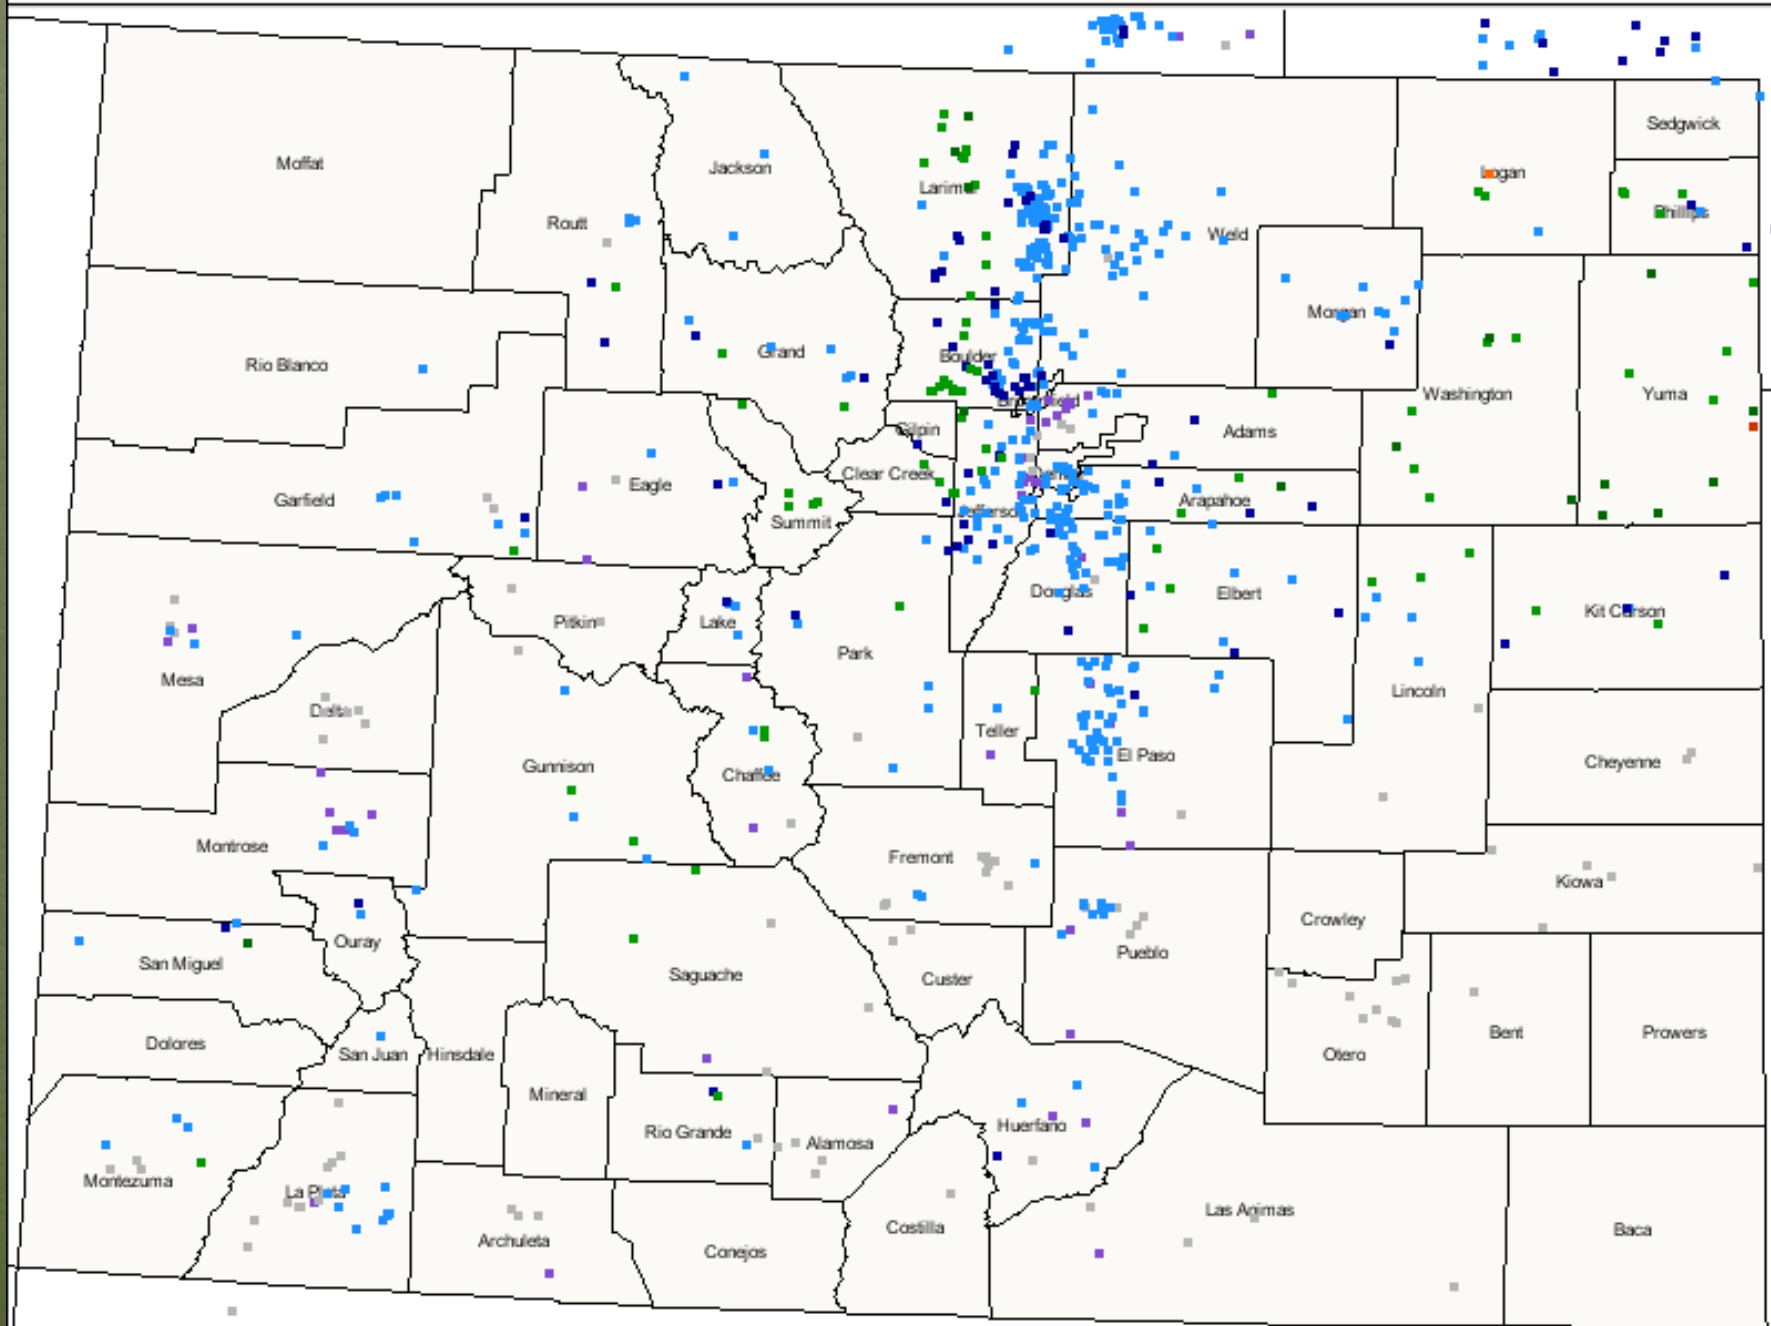 Sedgwick
Moffat
Jackson
Logan
Larimer
Phillips
Routt
Weld
Morgan
Grand
Boulder
Rio Blanco
Washington
Yuma
Broomfield
Gilpin
Adams
Clear Creek
Denver
Eagle
Garfield
Arapahoe
Jefferson
Summit
Douglas
Elbert
Kit Carson
Pitkin
Lake
Park
Mesa
Lincoln
Delta
Teller
El Paso
Cheyenne
Gunnison
Chaffee
Montrose
Fremont
Kiowa
Crowley
Ouray
Pueblo
San Miguel
Saguache
Custer
Bent
Prowers
Dolores
San Juan
Hinsdale
Otero
Mineral
Huerfano
Rio Grande
Alamosa
Montezuma
La Plata
Las Animas
Costilla
Baca
Archuleta
Conejos